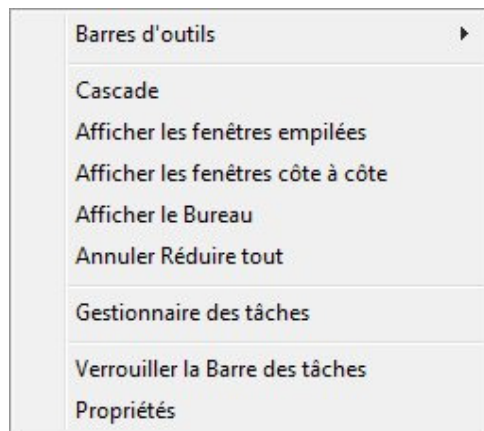 Barres d'outils
Cascade
Afficher les fenêtres empilées
Afficher les fenêtres côte à côte
Afficher le Bureau
Annuler Réduire tout
Gestionnaire des tâches
Verrouiller la Barre des tâches
Propriétés